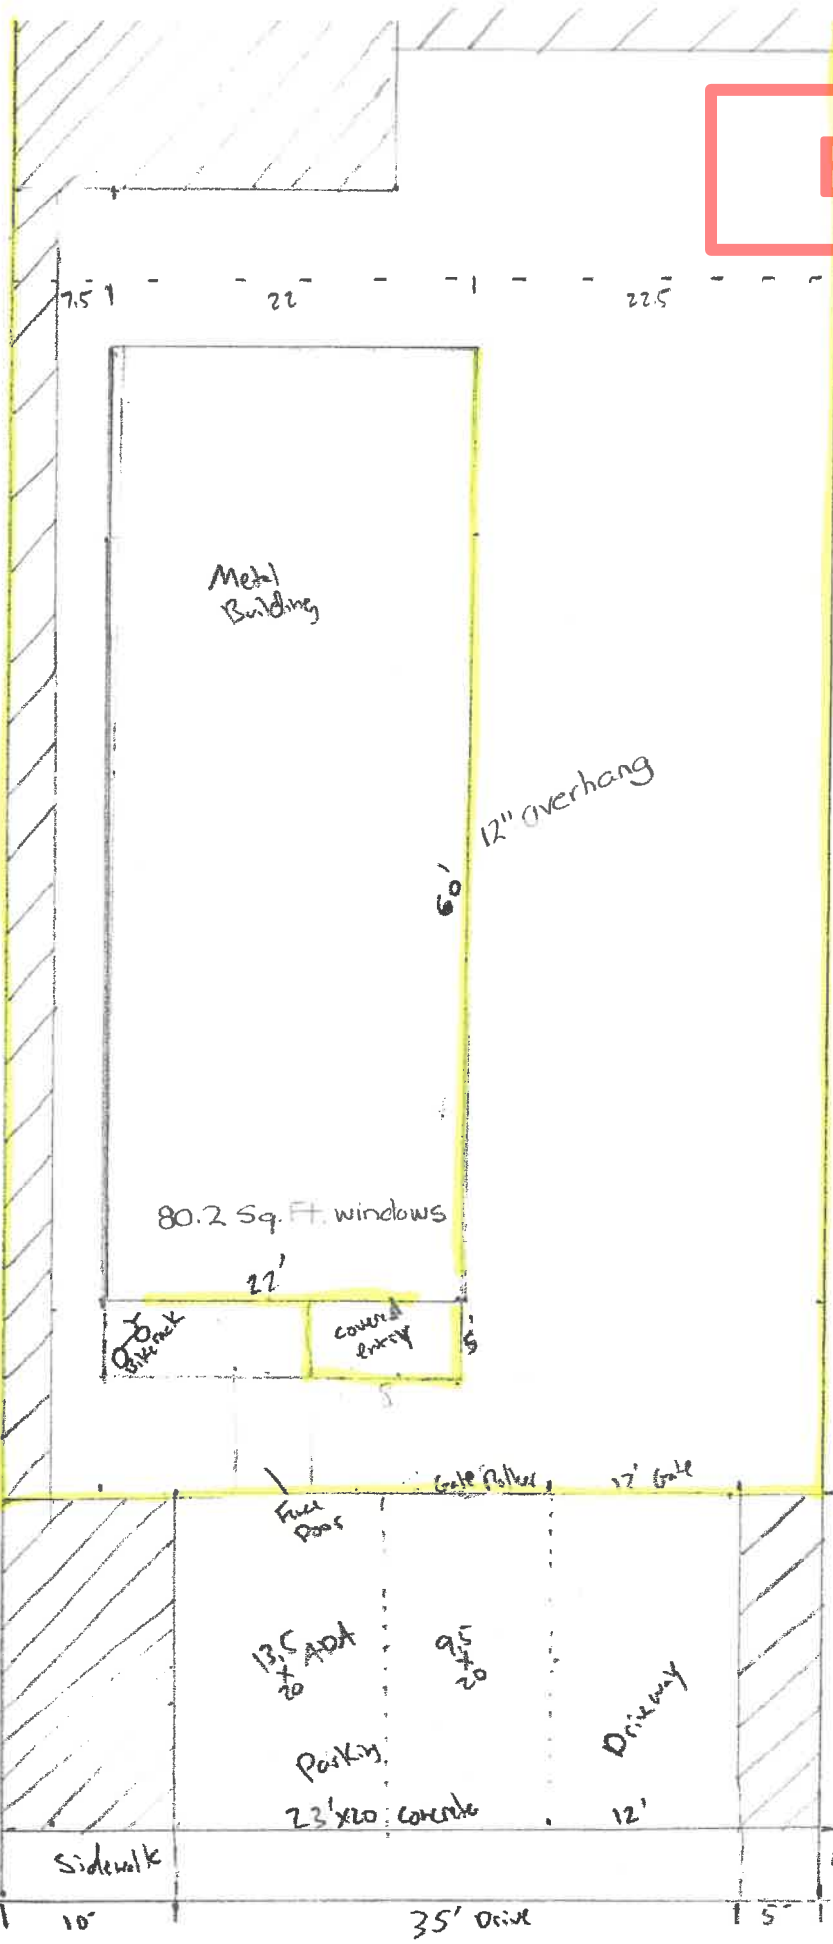 7.5
22
22.5
Metal
Building
12" overhang
60'
80.2 Sq. Ft. windows
22'
Bike rack
covered
entry
5'
5
Gate Roller
12' Gate
Fence
Door
13.5 ADA
X
20
9.5
X
20
Driveway
Parking
23'x20 concrete
12'
Sidewalk
10'
35' Drive
5'